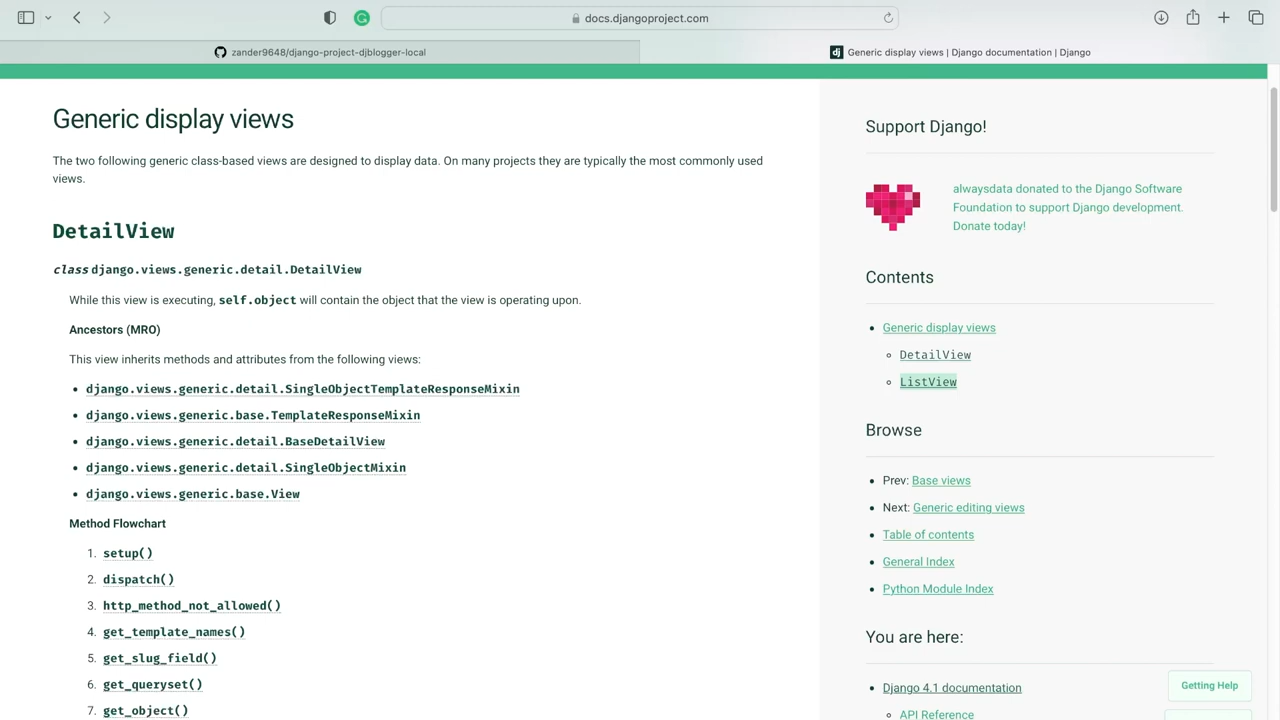 docs.djangoproject.com
zander9648/django-project-djblogger-local
Generic display views | Django documentation | Django
Generic display views
The two following generic class-based views are designed to display data. On many projects they are typically the most commonly used
views.
DetailView
class django.views.generic.detail.DetailView
While this view is executing, self.object will contain the object that the view is operating upon.
Ancestors (MRO)
This view inherits methods and attributes from the following views:
• django.views.generic.detail.SingleObjectTemplateResponseMixin
• django.views.generic.base.TemplateResponseMixin
• django.views.generic.detail.BaseDetailView
• django.views.generic.detail.SingleObjectMixin
• django.views.generic.base.View
Method Flowchart
1. setup()
2. dispatch()
3. http_method_not_allowed()
4. get_template_names()
5. get_slug_field()
6. get_queryset()
7. get_object()
Support Django!
alwaysdata donated to the Django Software
Foundation to support Django development.
Donate today!
Contents
• Generic display views
DetailView
ListView
Browse
• Prev: Base views
• Next: Generic editing views
• Table of contents
• General Index
• Python Module Index
You are here:
• Django 4.1 documentation
API Reference
Getting Help